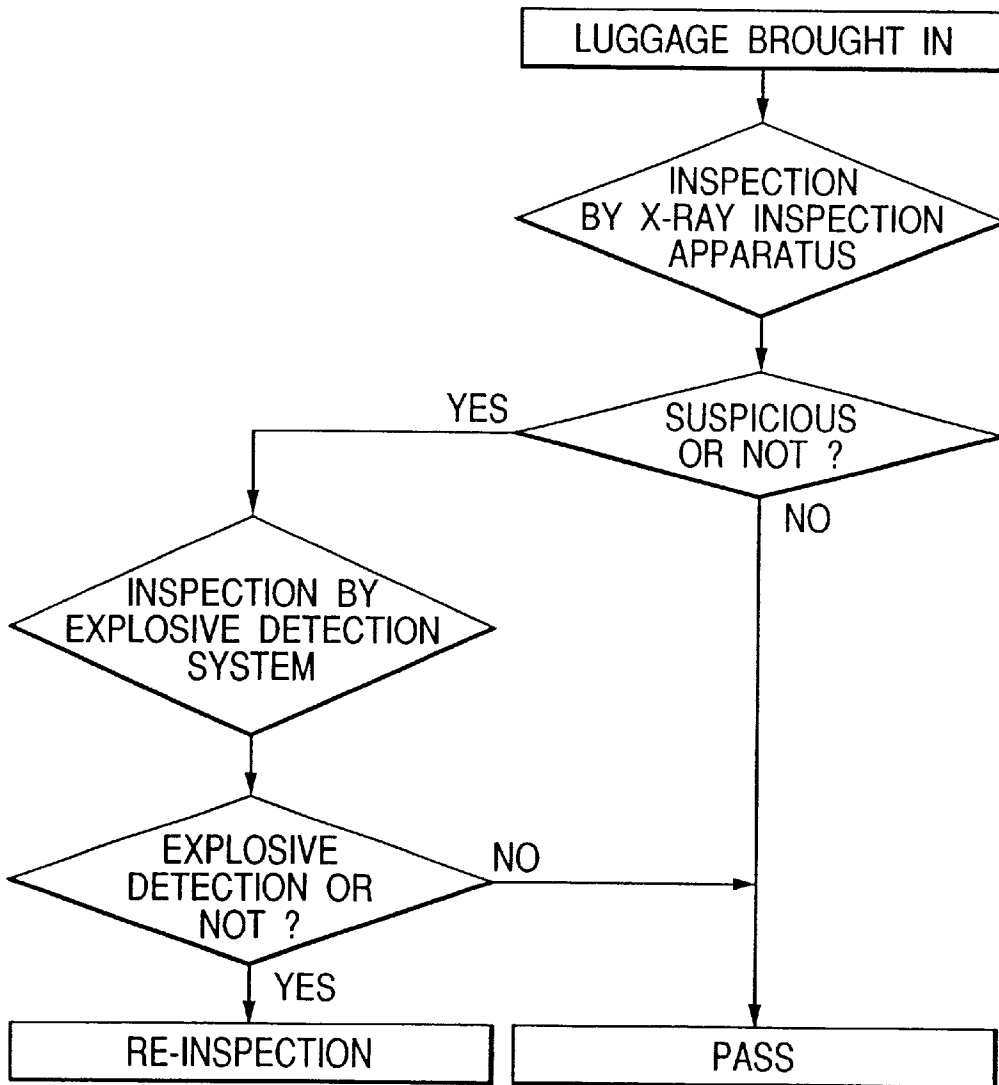 LUGGAGE BROUGHT IN
INSPECTION
BY X-RAY INSPECTION
APPARATUS
SUSPICIOUS
OR NOT ?
YES
NO
INSPECTION BY
EXPLOSIVE DETECTION
SYSTEM
EXPLOSIVE
DETECTION OR
NOT ?
NO
YES
RE-INSPECTION
PASS